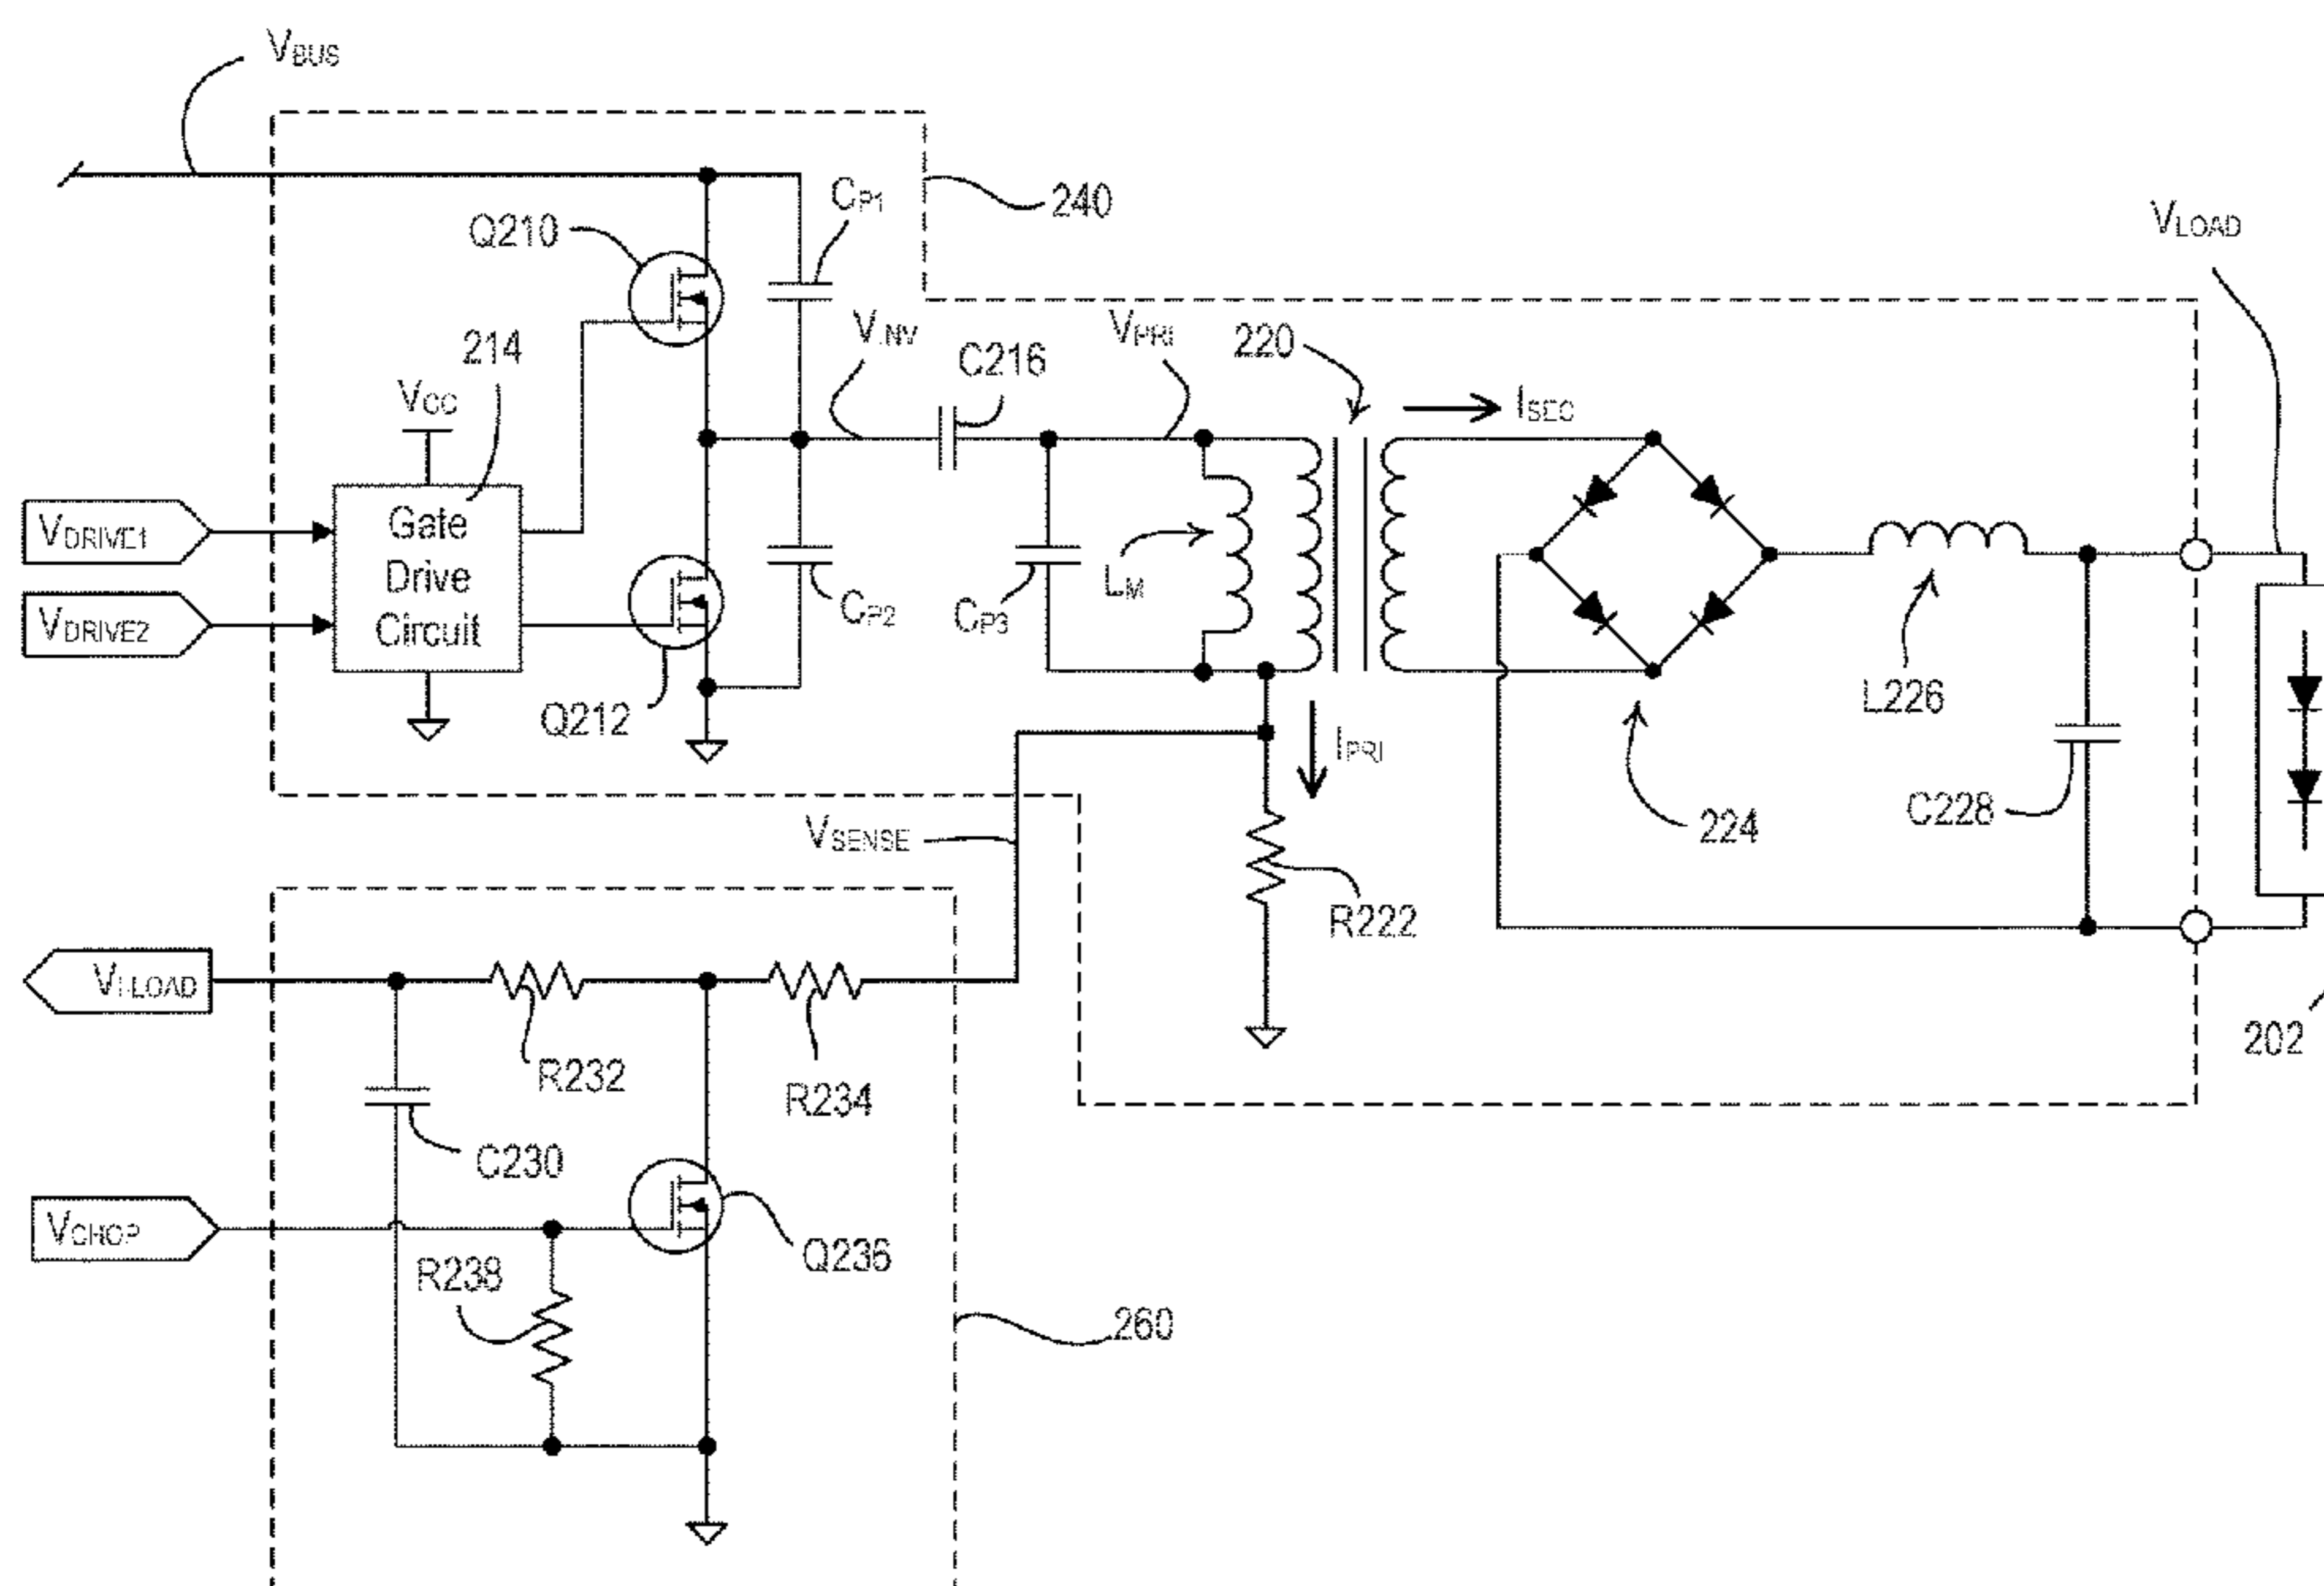 VBUS
CP1
240
Q210
VLOAD
214
VINV
VPRI
220
C216
VCC
ISEC
VDRIVE1
Gate
Drive
Circuit
VDRIVE2
LM
CP2
CP3
L226
Q212
IPRI
C228
224
VSENSE
R222
VI-LOAD
202
R232
R234
C230
VCHOP
Q236
R238
260